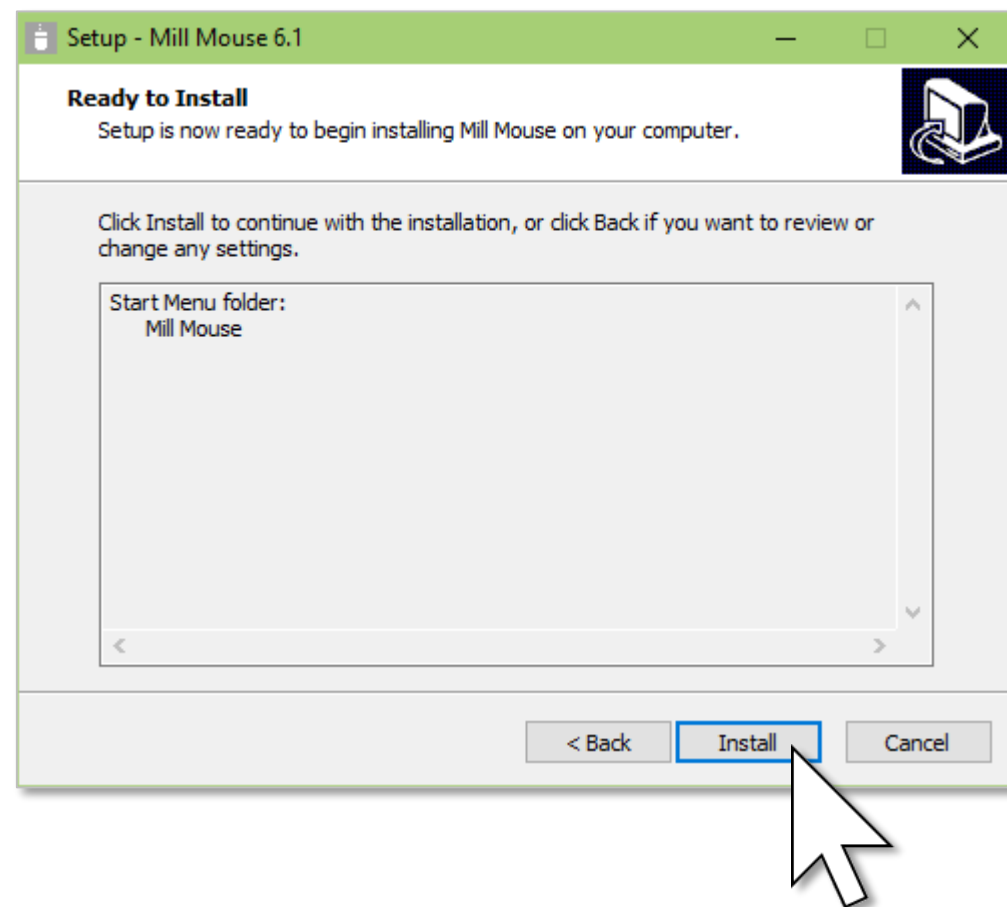 Setup - Mill Mouse 6.1
Ready to Install
Setup is now ready to begin installing Mill Mouse on your computer.
Click Install to continue with the installation, or click Back if you want to review or
change any settings.
Start Menu folder:
Mill Mouse
< Back Install Cancel